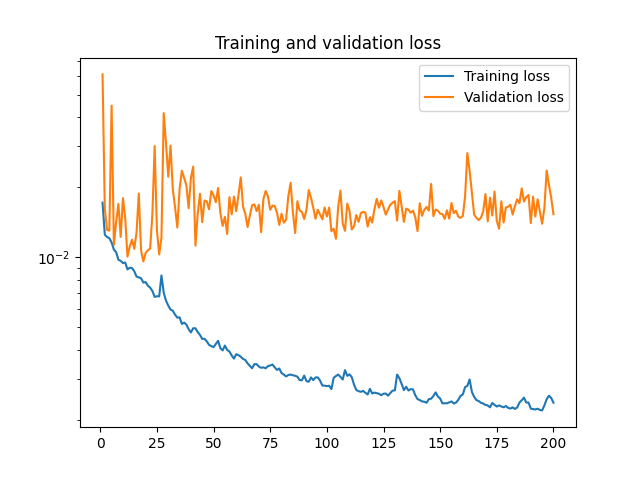 Training and validation loss
Training loss
Validation loss
10⁻²
0 25 50 75 100 125 150 175 200